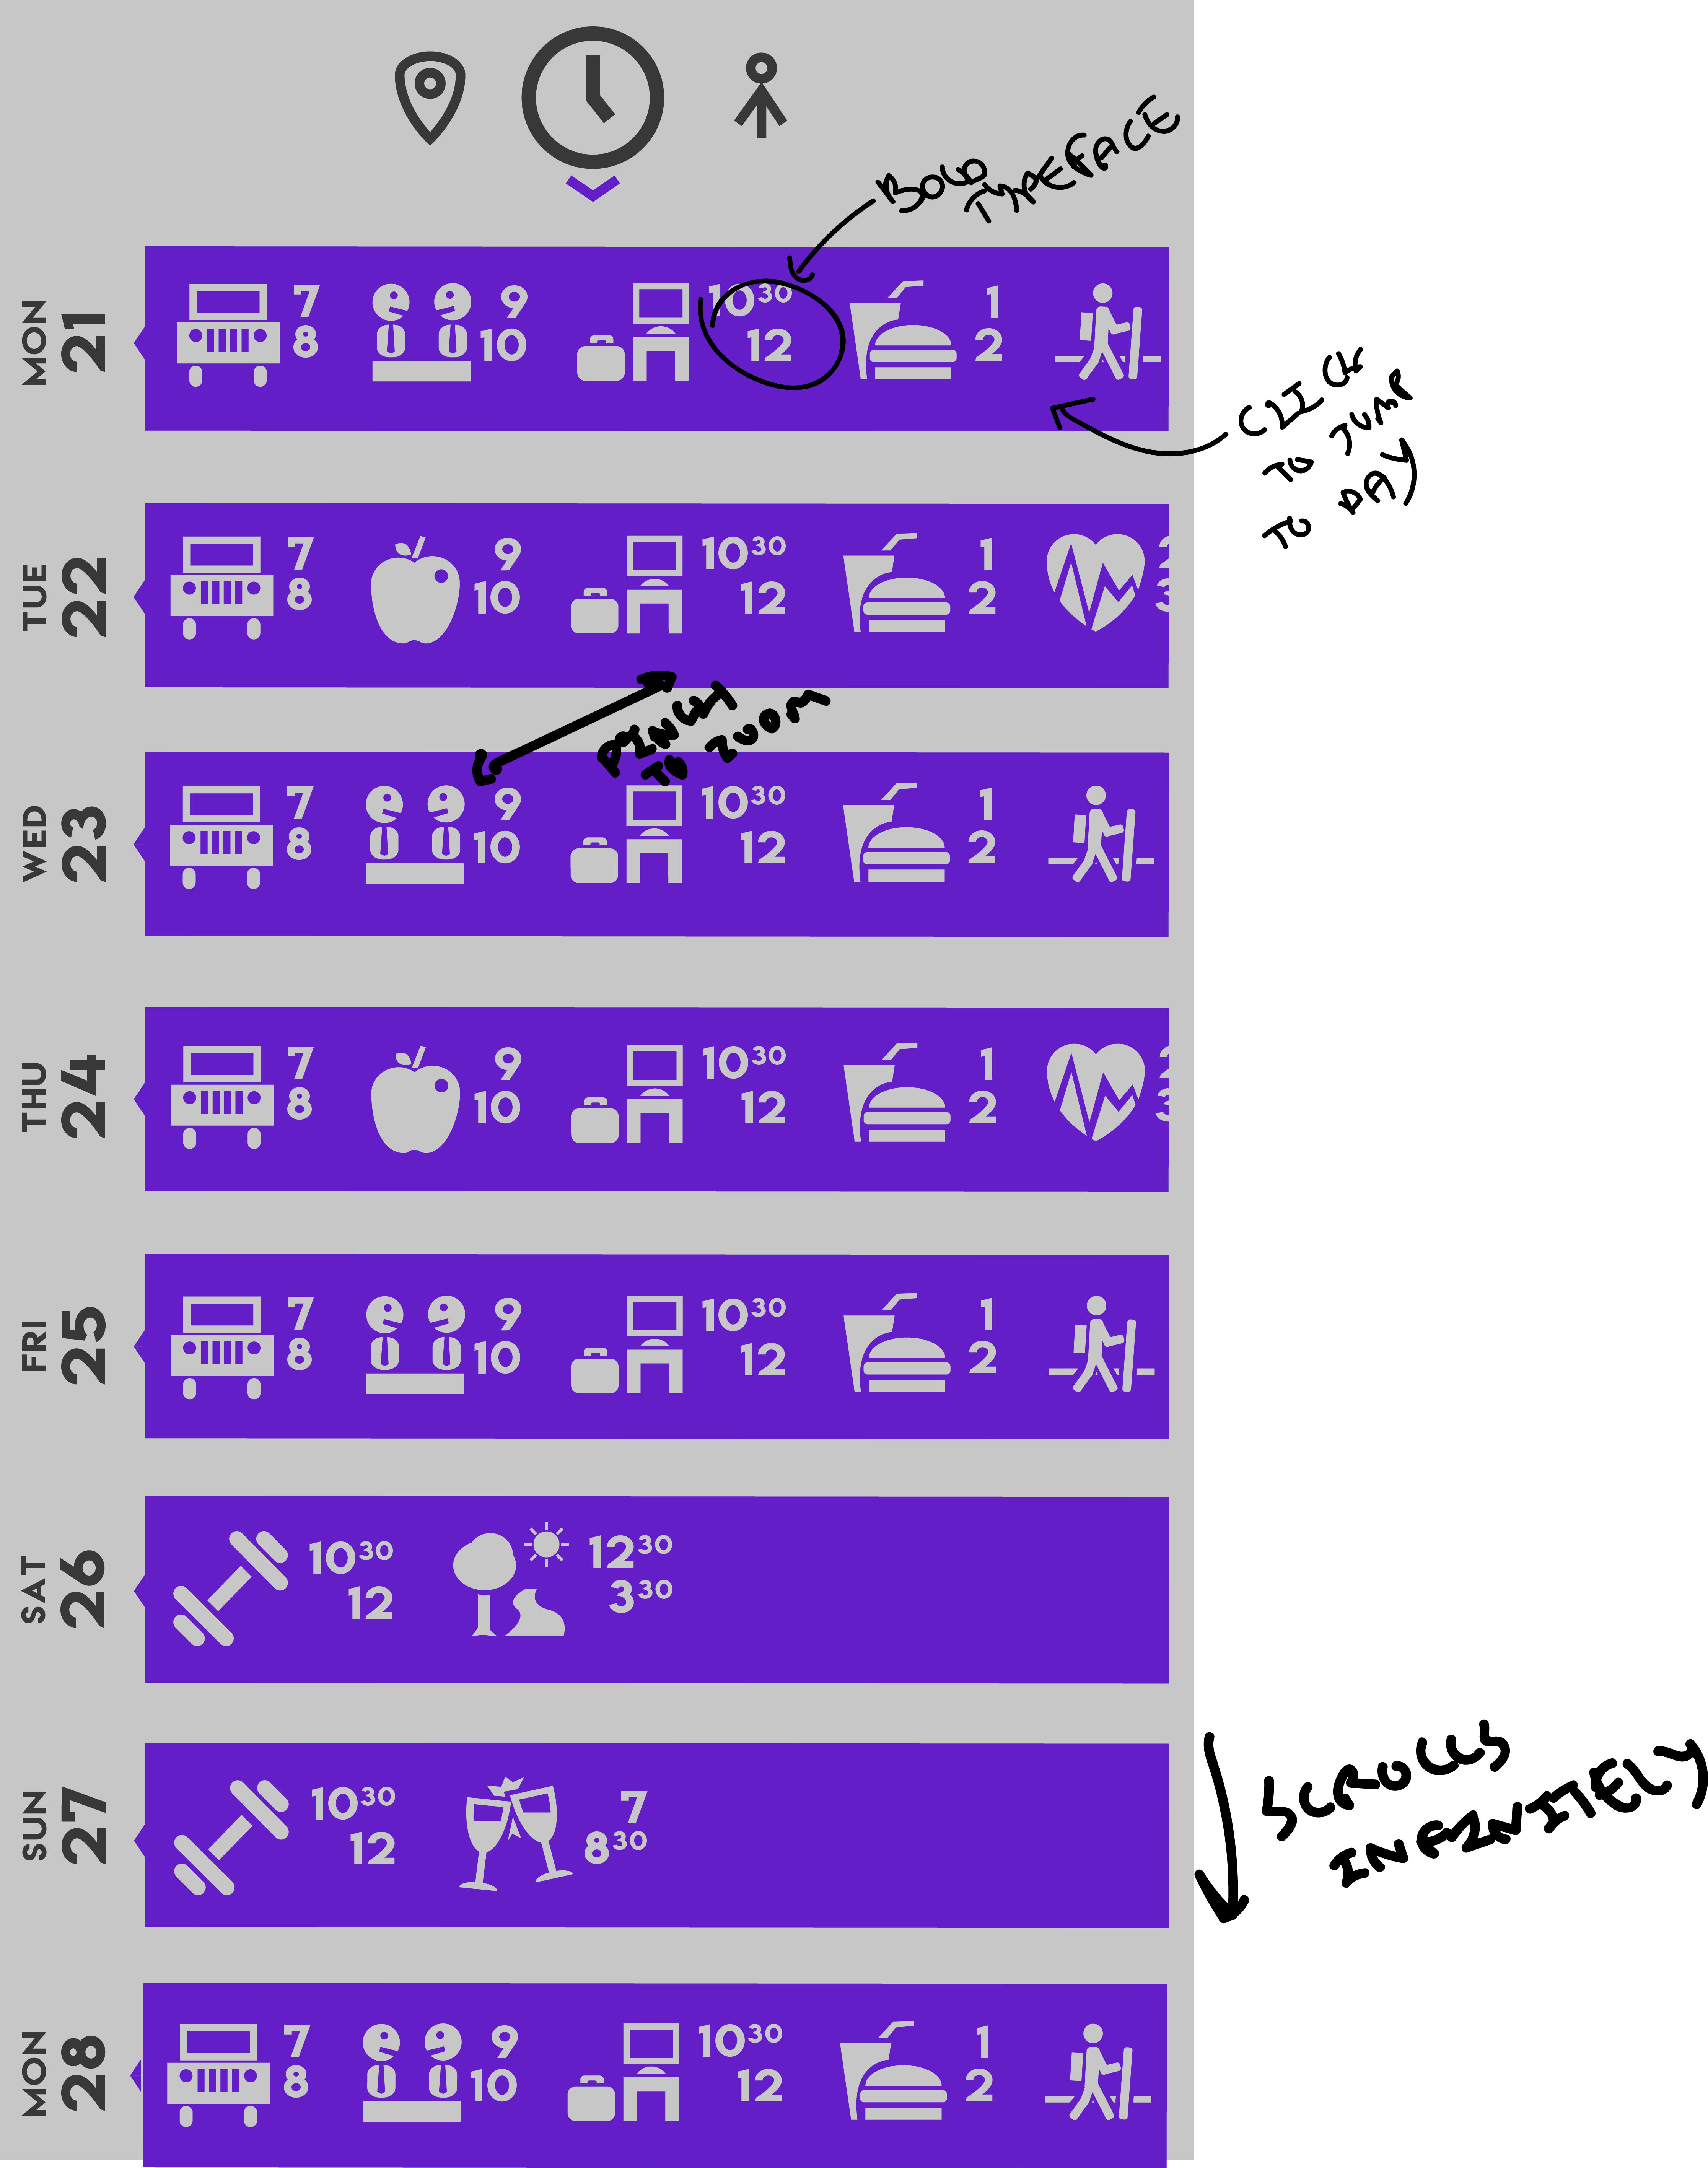 BOLD
INTERFACE
MON
21
7 9 10³⁰ 1
8 10 12 2
CLICK
TO JUMP
TO DAY
TUE
22
7 9 10³⁰ 1
8 10 12 2
PINCH
TO ZOOM
WED
23
7 9 10³⁰ 1
8 10 12 2
THU
24
7 9 10³⁰ 1
8 10 12 2
FRI
25
7 9 10³⁰ 1
8 10 12 2
SAT
26
10³⁰ 12³⁰
12 3³⁰
SUN
27
10³⁰ 7
12 8³⁰
SCROLLS
INFINITELY
MON
28
7 9 10³⁰ 1
8 10 12 2